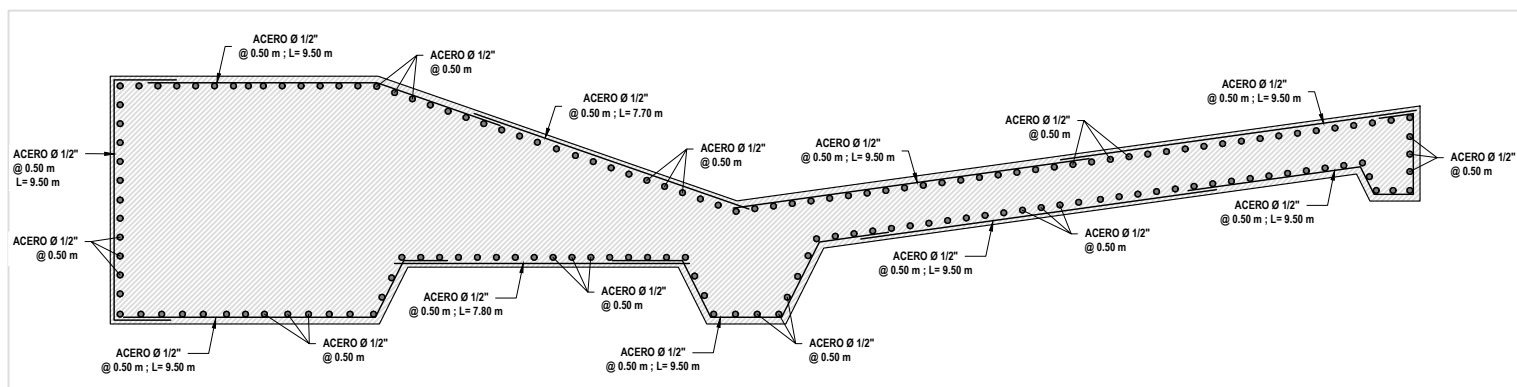 ACERO Ø 1/2"
@ 0.50 m ; L= 9.50 m
ACERO Ø 1/2"
@ 0.50 m
ACERO Ø 1/2"
@ 0.50 m ; L= 7.70 m
ACERO Ø 1/2"
@ 0.50 m ; L= 9.50 m
ACERO Ø 1/2"
@ 0.50 m
ACERO Ø 1/2"
@ 0.50 m
ACERO Ø 1/2"
@ 0.50 m ; L= 9.50 m
ACERO Ø 1/2"
@ 0.50 m
L= 9.50 m
ACERO Ø 1/2"
@ 0.50 m
ACERO Ø 1/2"
@ 0.50 m ; L= 9.50 m
ACERO Ø 1/2"
@ 0.50 m
ACERO Ø 1/2"
@ 0.50 m
ACERO Ø 1/2"
@ 0.50 m ; L= 9.50 m
ACERO Ø 1/2"
@ 0.50 m ; L= 7.80 m
ACERO Ø 1/2"
@ 0.50 m
ACERO Ø 1/2"
@ 0.50 m ; L= 9.50 m
ACERO Ø 1/2"
@ 0.50 m
ACERO Ø 1/2"
@ 0.50 m ; L= 9.50 m
ACERO Ø 1/2"
@ 0.50 m